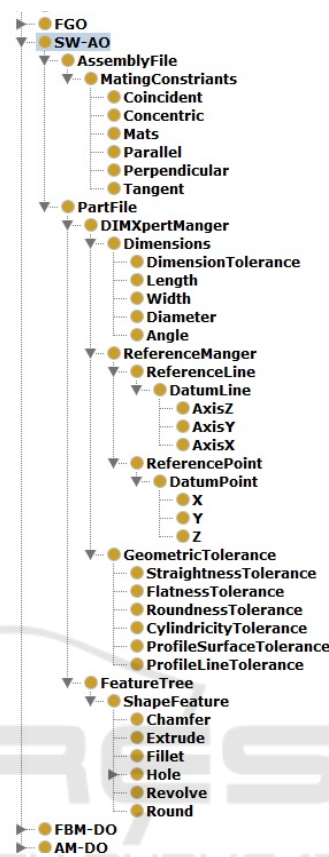 FGO
SW-AO
AssemblyFile
MatingConstriants
Coincident
Concentric
Mats
Parallel
Perpendicular
Tangent
PartFile
DIMXpertManger
Dimensions
DimensionTolerance
Length
Width
Diameter
Angle
ReferenceManger
ReferenceLine
DatumLine
AxisZ
AxisY
AxisX
ReferencePoint
DatumPoint
X
Y
Z
GeometricTolerance
StraightnessTolerance
FlatnessTolerance
RoundnessTolerance
CylindricityTolerance
ProfileSurfaceTolerance
ProfileLineTolerance
FeatureTree
ShapeFeature
Chamfer
Extrude
Fillet
Hole
Revolve
Round
FBM-DO
AM-DO